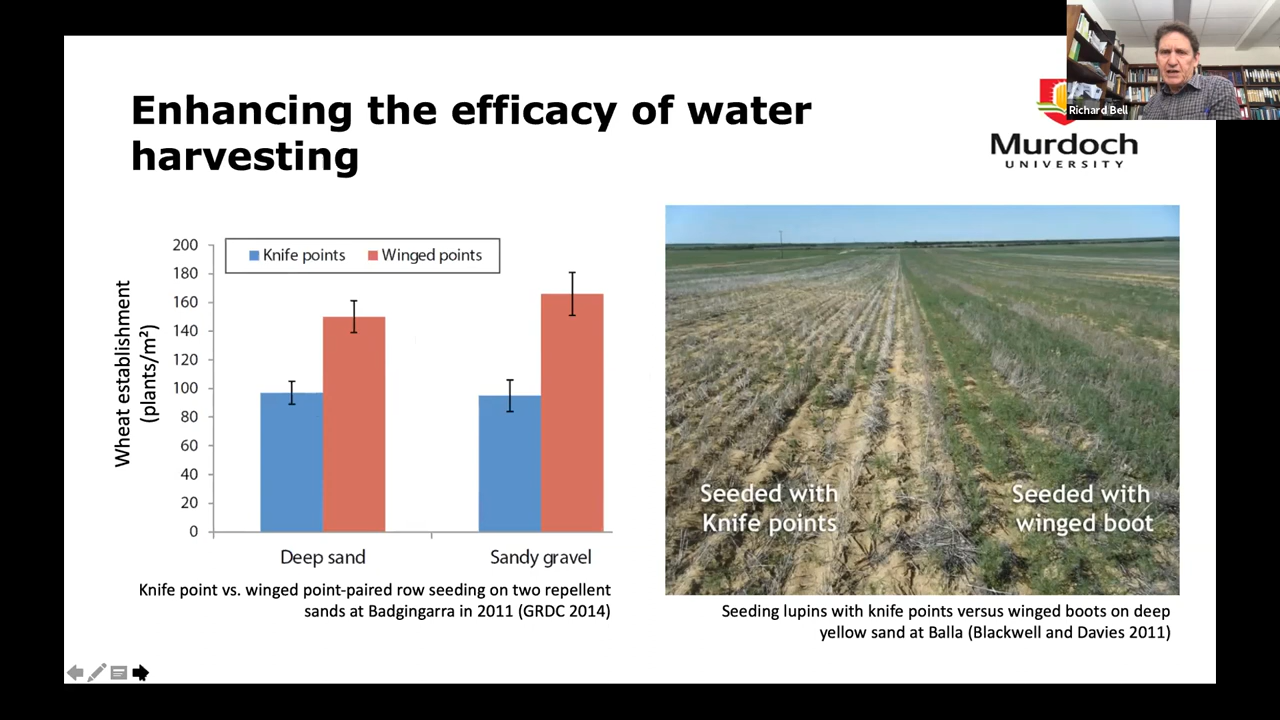 Enhancing the efficacy of water
harvesting
Richard Bell
Murdoch
UNIVERSITY
Knife points
Winged points
Wheat establishment
(plants/m²)
200
180
160
140
120
100
80
60
40
20
0
Deep sand
Sandy gravel
Knife point vs. winged point-paired row seeding on two repellent
sands at Badgingarra in 2011 (GRDC 2014)
Seeded with
Knife points
Seeded with
winged boot
Seeding lupins with knife points versus winged boots on deep
yellow sand at Balla (Blackwell and Davies 2011)